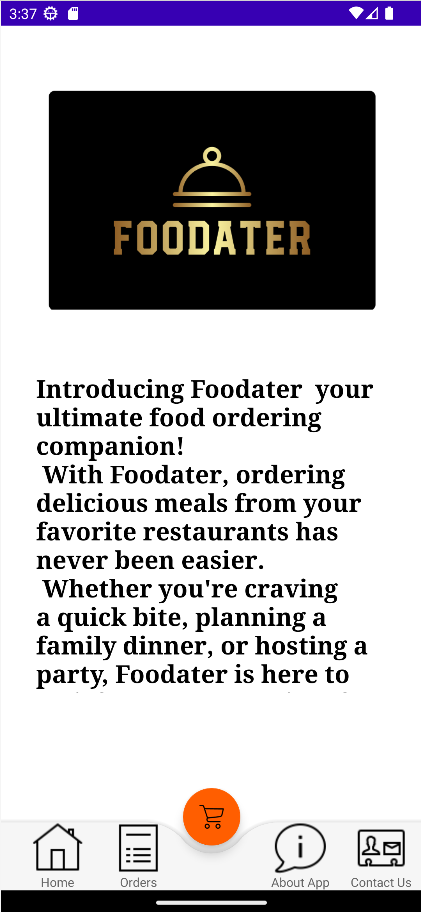 3:37
FOODATER
Introducing Foodater  your
ultimate food ordering
companion!
With Foodater, ordering
delicious meals from your
favorite restaurants has
never been easier.
Whether you're craving
a quick bite, planning a
family dinner, or hosting a
party, Foodater is here to
Home
Orders
About App
Contact Us